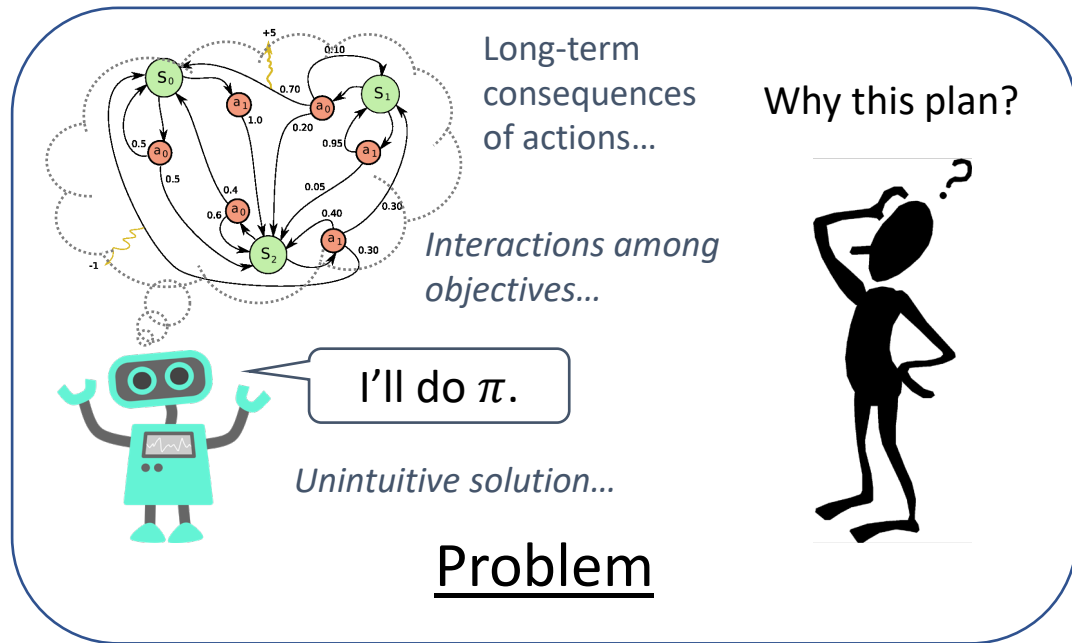 +5
0.10
Long-term
consequences
of actions…
Why this plan?
?
S0
a1
0.70
a0
S1
1.0
0.20
0.5
a0
0.95
a1
0.5
0.4
0.05
0.6
a0
0.40
0.30
S2
a1
0.30
-1
Interactions among
objectives…
I'll do π.
Unintuitive solution…
Problem